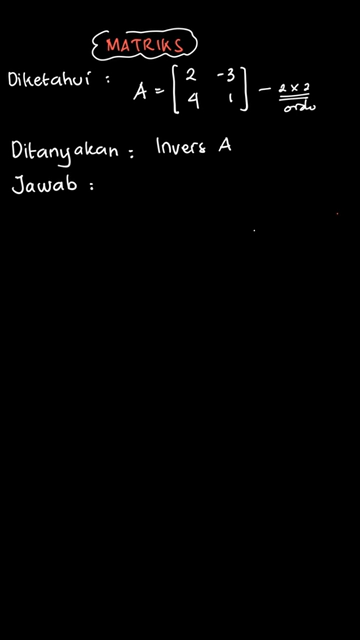 MATRIKS
Diketahui : A = [ 2 -3 ; 4 1 ] - 2 x 2 ordo
Ditanyakan : Invers A
Jawab :